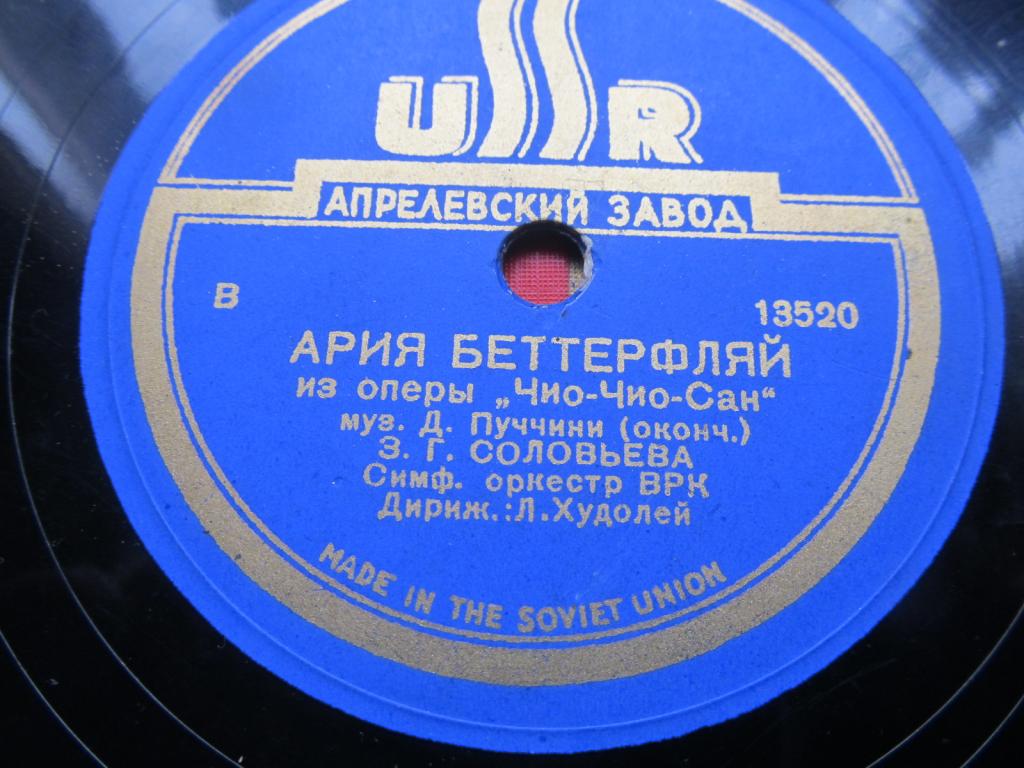 USSR
АПРЕЛЕВСКИЙ ЗАВОД
В 13520
АРИЯ БЕТТЕРФЛЯЙ
из оперы „Чио-Чио-Сан“
муз. Д. Пуччини (оконч.)
З. Г. СОЛОВЬЕВА
Симф. оркестр ВРК
Дириж.:Л.Худолей
MADE IN THE SOVIET UNION